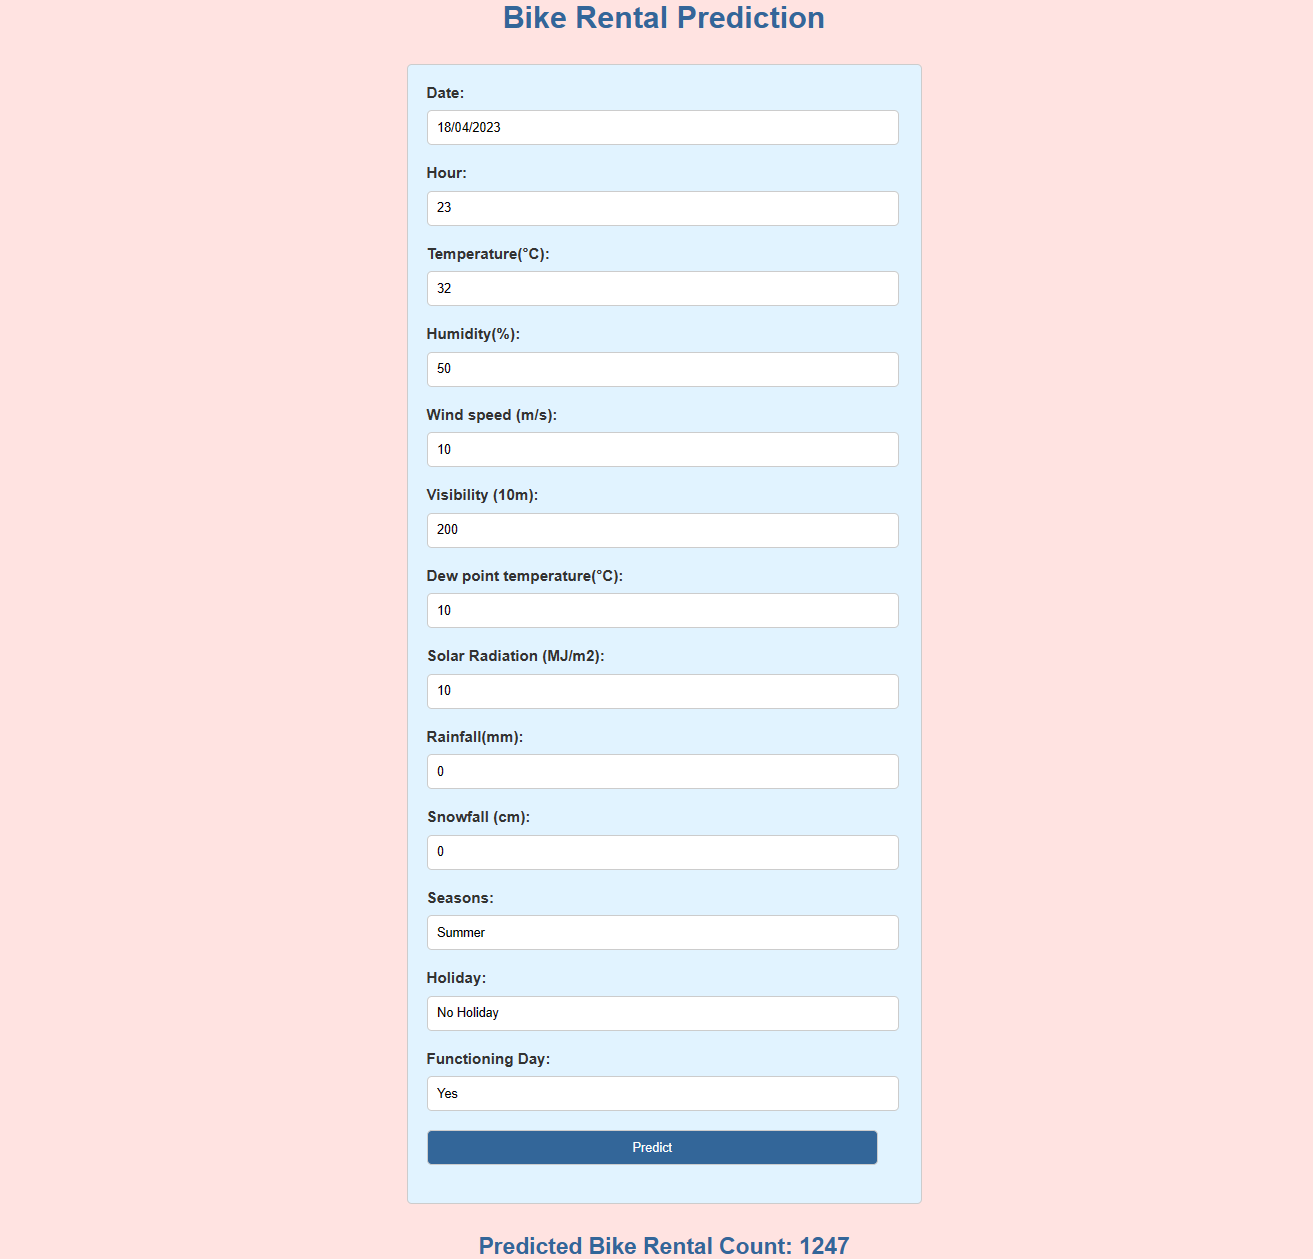 Bike Rental Prediction
Date:
18/04/2023
Hour:
23
Temperature(°C):
32
Humidity(%):
50
Wind speed (m/s):
10
Visibility (10m):
200
Dew point temperature(°C):
10
Solar Radiation (MJ/m2):
10
Rainfall(mm):
0
Snowfall (cm):
0
Seasons:
Summer
Holiday:
No Holiday
Functioning Day:
Yes
Predict
Predicted Bike Rental Count: 1247